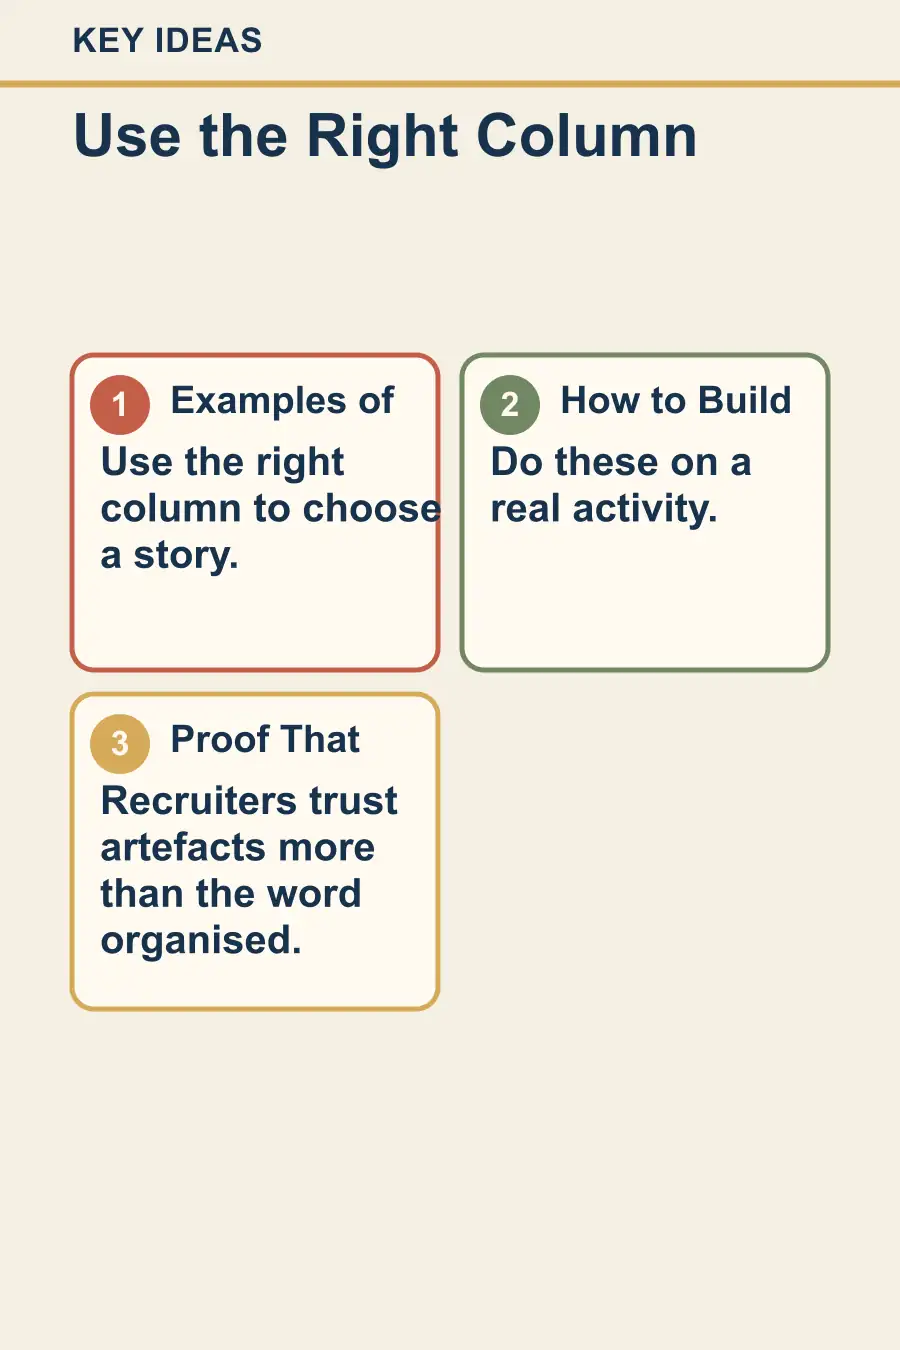 KEY IDEAS
Use the Right Column
1 Examples of
Use the right
column to choose
a story.
2 How to Build
Do these on a
real activity.
3 Proof That
Recruiters trust
artefacts more
than the word
organised.